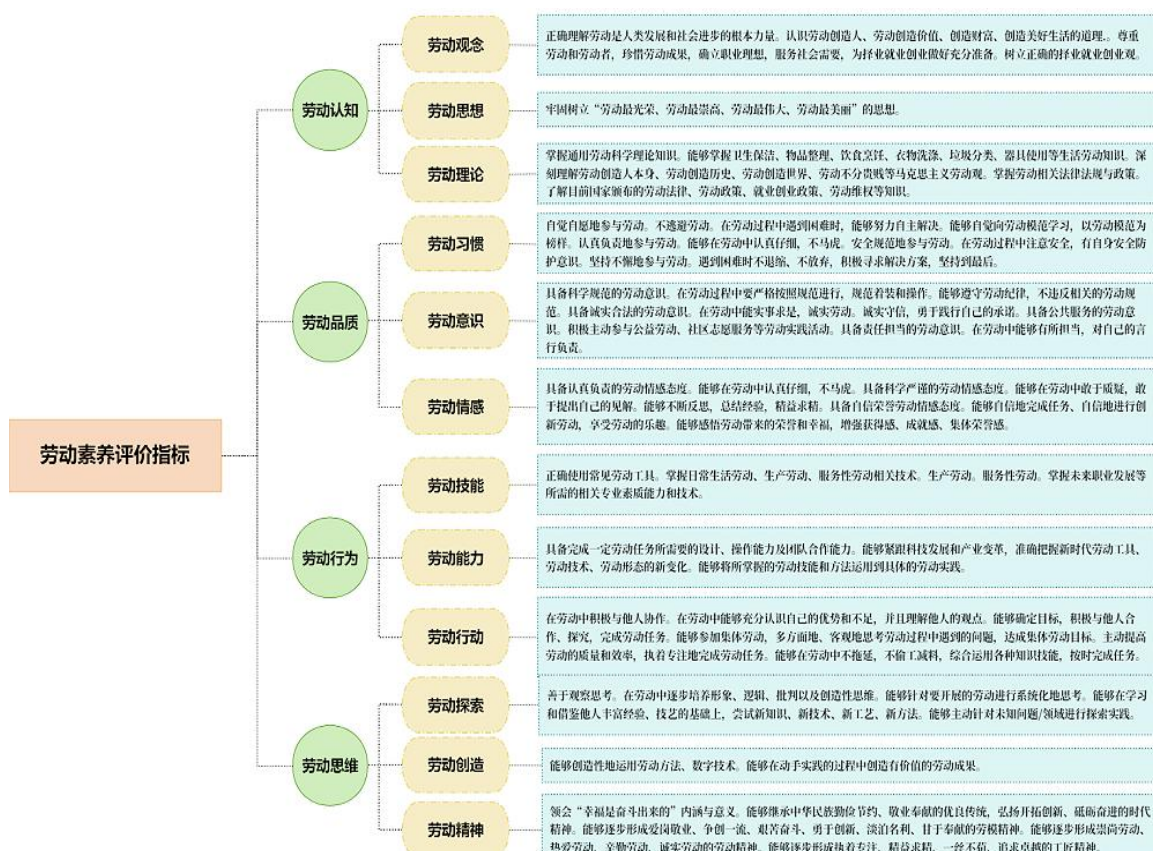 劳动素养评价指标
劳动认知
劳动观念
正确理解劳动是人类发展和社会进步的根本力量。认识劳动创造人、劳动创造价值、创造财富、创造美好生活的道理.。尊重
劳动和劳动者，珍惜劳动成果，确立职业理想，服务社会需要，为择业就业创业做好充分准备。树立正确的择业就业创业观。
劳动思想
牢固树立“劳动最光荣、劳动最崇高、劳动最伟大、劳动最美丽”的思想。
劳动理论
掌握通用劳动科学理论知识。能够掌握卫生保洁、物品整理、饮食烹饪、衣物洗涤、垃圾分类、器具使用等生活劳动知识。深
刻理解劳动创造人本身、劳动创造历史、劳动创造世界、劳动不分贵贱等马克思主义劳动观。掌握劳动相关法律法规与政策。
了解目前国家颁布的劳动法律、劳动政策、就业创业政策、劳动维权等知识。
劳动品质
劳动习惯
自觉自愿地参与劳动。不逃避劳动。在劳动过程中遇到困难时，能够努力自主解决。能够自觉向劳动模范学习，以劳动模范为
榜样。认真负责地参与劳动。能够在劳动中认真仔细，不马虎。安全规范地参与劳动。在劳动过程中注意安全，有自身安全防
护意识。坚持不懈地参与劳动。遇到困难时不退缩、不放弃，积极寻求解决方案，坚持到最后。
劳动意识
具备科学规范的劳动意识。在劳动过程中要严格按照规范进行，规范着装和操作。能够遵守劳动纪律，不违反相关的劳动规
范。具备诚实合法的劳动意识。在劳动中能实事求是，诚实劳动。诚实守信，勇于践行自己的承诺。具备公共服务的劳动意
识。积极主动参与公益劳动、社区志愿服务等劳动实践活动。具备责任担当的劳动意识。在劳动中能够有所担当，对自己的言
行负责。
劳动情感
具备认真负责的劳动情感态度。能够在劳动中认真仔细，不马虎。具备科学严谨的劳动情感态度。能够在劳动中敢于质疑，敢
于提出自己的见解。能够不断反思，总结经验，精益求精。具备自信荣誉劳动情感态度。能够自信地完成任务、自信地进行创
新劳动，享受劳动的乐趣。能够感悟劳动带来的荣誉和幸福，增强获得感、成就感、集体荣誉感。
劳动行为
劳动技能
正确使用常见劳动工具。掌握日常生活劳动、生产劳动、服务性劳动相关技术。生产劳动。服务性劳动。掌握未来职业发展等
所需的相关专业素质能力和技术。
劳动能力
具备完成一定劳动任务所需要的设计、操作能力及团队合作能力。能够紧跟科技发展和产业变革，准确把握新时代劳动工具、
劳动技术、劳动形态的新变化。能够将所掌握的劳动技能和方法运用到具体的劳动实践。
劳动行动
在劳动中积极与他人协作。在劳动中能够充分认识自己的优势和不足，并且理解他人的观点。能够确定目标，积极与他人合
作、探究，完成劳动任务。能够参加集体劳动，多方面地、客观地思考劳动过程中遇到的问题，达成集体劳动目标。主动提高
劳动的质量和效率，执着专注地完成劳动任务。能够在劳动中不拖延，不偷工减料，综合运用各种知识技能，按时完成任务。
劳动思维
劳动探索
善于观察思考。在劳动中逐步培养形象、逻辑、批判以及创造性思维。能够针对要开展的劳动进行系统化地思考。能够在学习
和借鉴他人丰富经验、技艺的基础上，尝试新知识、新技术、新工艺、新方法。能够主动针对未知问题/领域进行探索实践。
劳动创造
能够创造性地运用劳动方法、数字技术。能够在动手实践的过程中创造有价值的劳动成果。
劳动精神
领会“幸福是奋斗出来的”内涵与意义。能够继承中华民族勤俭节约、敬业奉献的优良传统，弘扬开拓创新、砥砺奋进的时代
精神。能够逐步形成爱岗敬业、争创一流、艰苦奋斗、勇于创新、淡泊名利、甘于奉献的劳模精神。能够逐步形成崇尚劳动、
热爱劳动、辛勤劳动、诚实劳动的劳动精神。能够逐步形成执着专注、精益求精、一丝不苟、追求卓越的工匠精神。